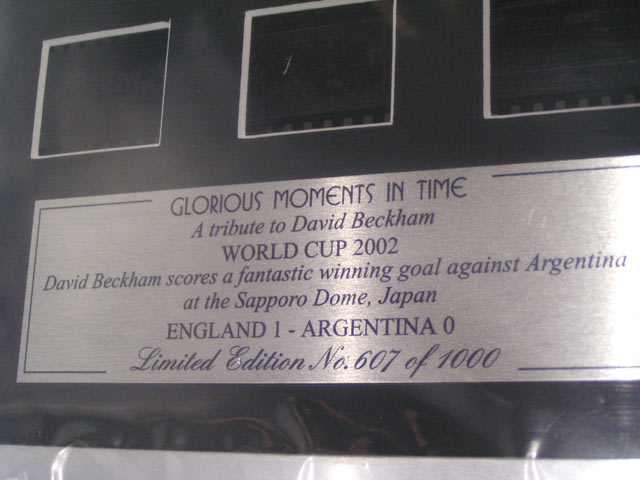 GLORIOUS MOMENTS IN TIME
A tribute to David Beckham
WORLD CUP 2002
David Beckham scores a fantastic winning goal against Argentina
at the Sapporo Dome, Japan
ENGLAND 1 - ARGENTINA 0
Limited Edition No. 607 of 1000